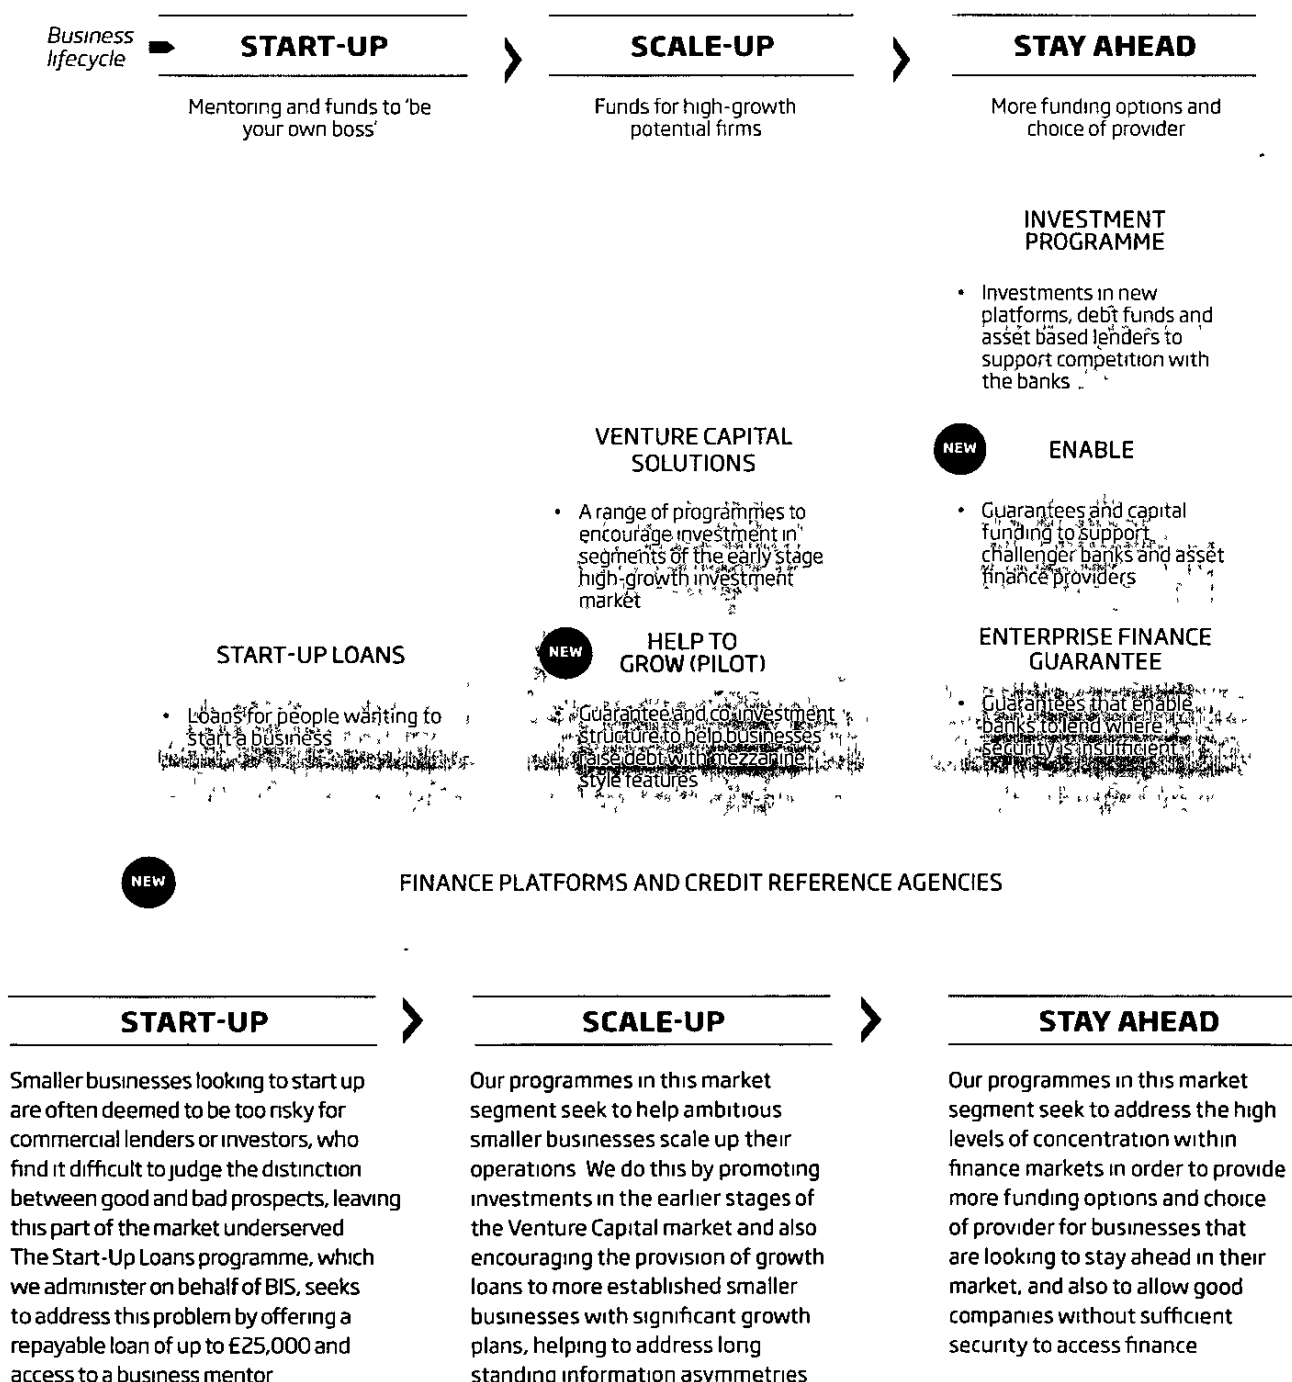 Business
lifecycle
START-UP
SCALE-UP
STAY AHEAD
Mentoring and funds to 'be
your own boss'
Funds for high-growth
potential firms
More funding options and
choice of provider
INVESTMENT
PROGRAMME
• Investments in new
platforms, debt funds and
asset based lenders to
support competition with
the banks
VENTURE CAPITAL
SOLUTIONS
• A range of programmes to
encourage investment in
segments of the early stage
high-growth investment
market
NEW
ENABLE
• Guarantees and capital
funding to support
challenger banks and asset
finance providers
START-UP LOANS
• Loans for people wanting to
start a business
NEW
HELP TO
GROW (PILOT)
• Guarantee and co-investment
structure to help businesses
raise debt with mezzanine
style features
ENTERPRISE FINANCE
GUARANTEE
• Guarantees that enable
banks to lend where
security is insufficient
NEW
FINANCE PLATFORMS AND CREDIT REFERENCE AGENCIES
START-UP
Smaller businesses looking to start up
are often deemed to be too risky for
commercial lenders or investors, who
find it difficult to judge the distinction
between good and bad prospects, leaving
this part of the market underserved
The Start-Up Loans programme, which
we administer on behalf of BIS, seeks
to address this problem by offering a
repayable loan of up to £25,000 and
access to a business mentor
SCALE-UP
Our programmes in this market
segment seek to help ambitious
smaller businesses scale up their
operations We do this by promoting
investments in the earlier stages of
the Venture Capital market and also
encouraging the provision of growth
loans to more established smaller
businesses with significant growth
plans, helping to address long
standing information asymmetries
STAY AHEAD
Our programmes in this market
segment seek to address the high
levels of concentration within
finance markets in order to provide
more funding options and choice
of provider for businesses that
are looking to stay ahead in their
market, and also to allow good
companies without sufficient
security to access finance